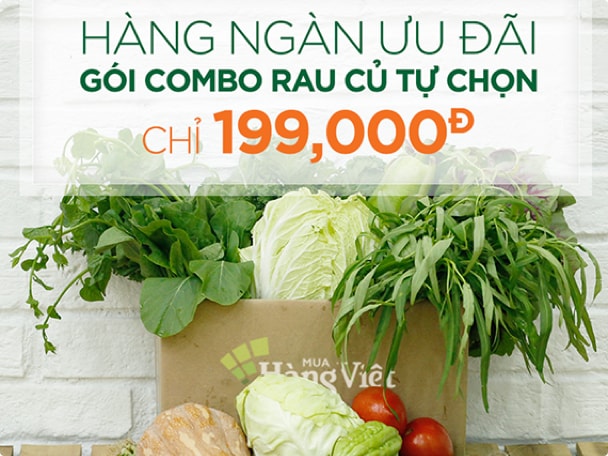 HÀNG NGÀN ƯU ĐÃI
GÓI COMBO RAU CỦ TỰ CHỌN
CHỈ 199,000Đ
MUA
Hàng Việt